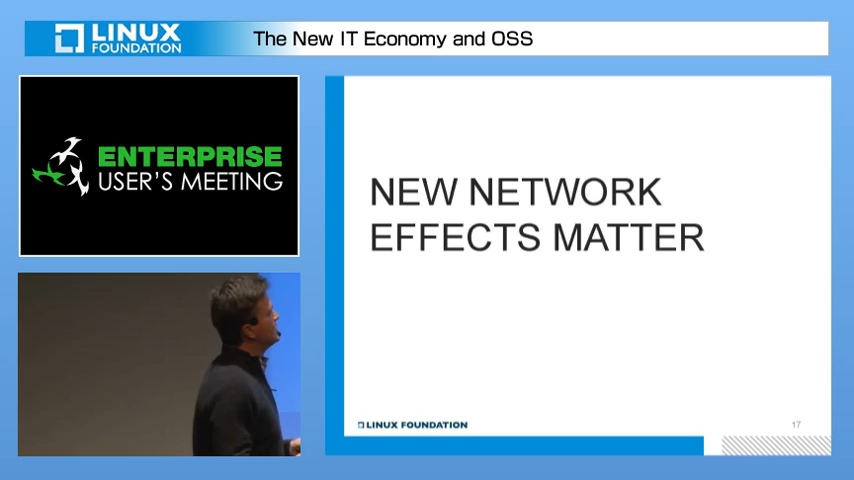 LINUX
FOUNDATION
The New IT Economy and OSS
ENTERPRISE
USER'S MEETING
NEW NETWORK
EFFECTS MATTER
LINUX FOUNDATION
17